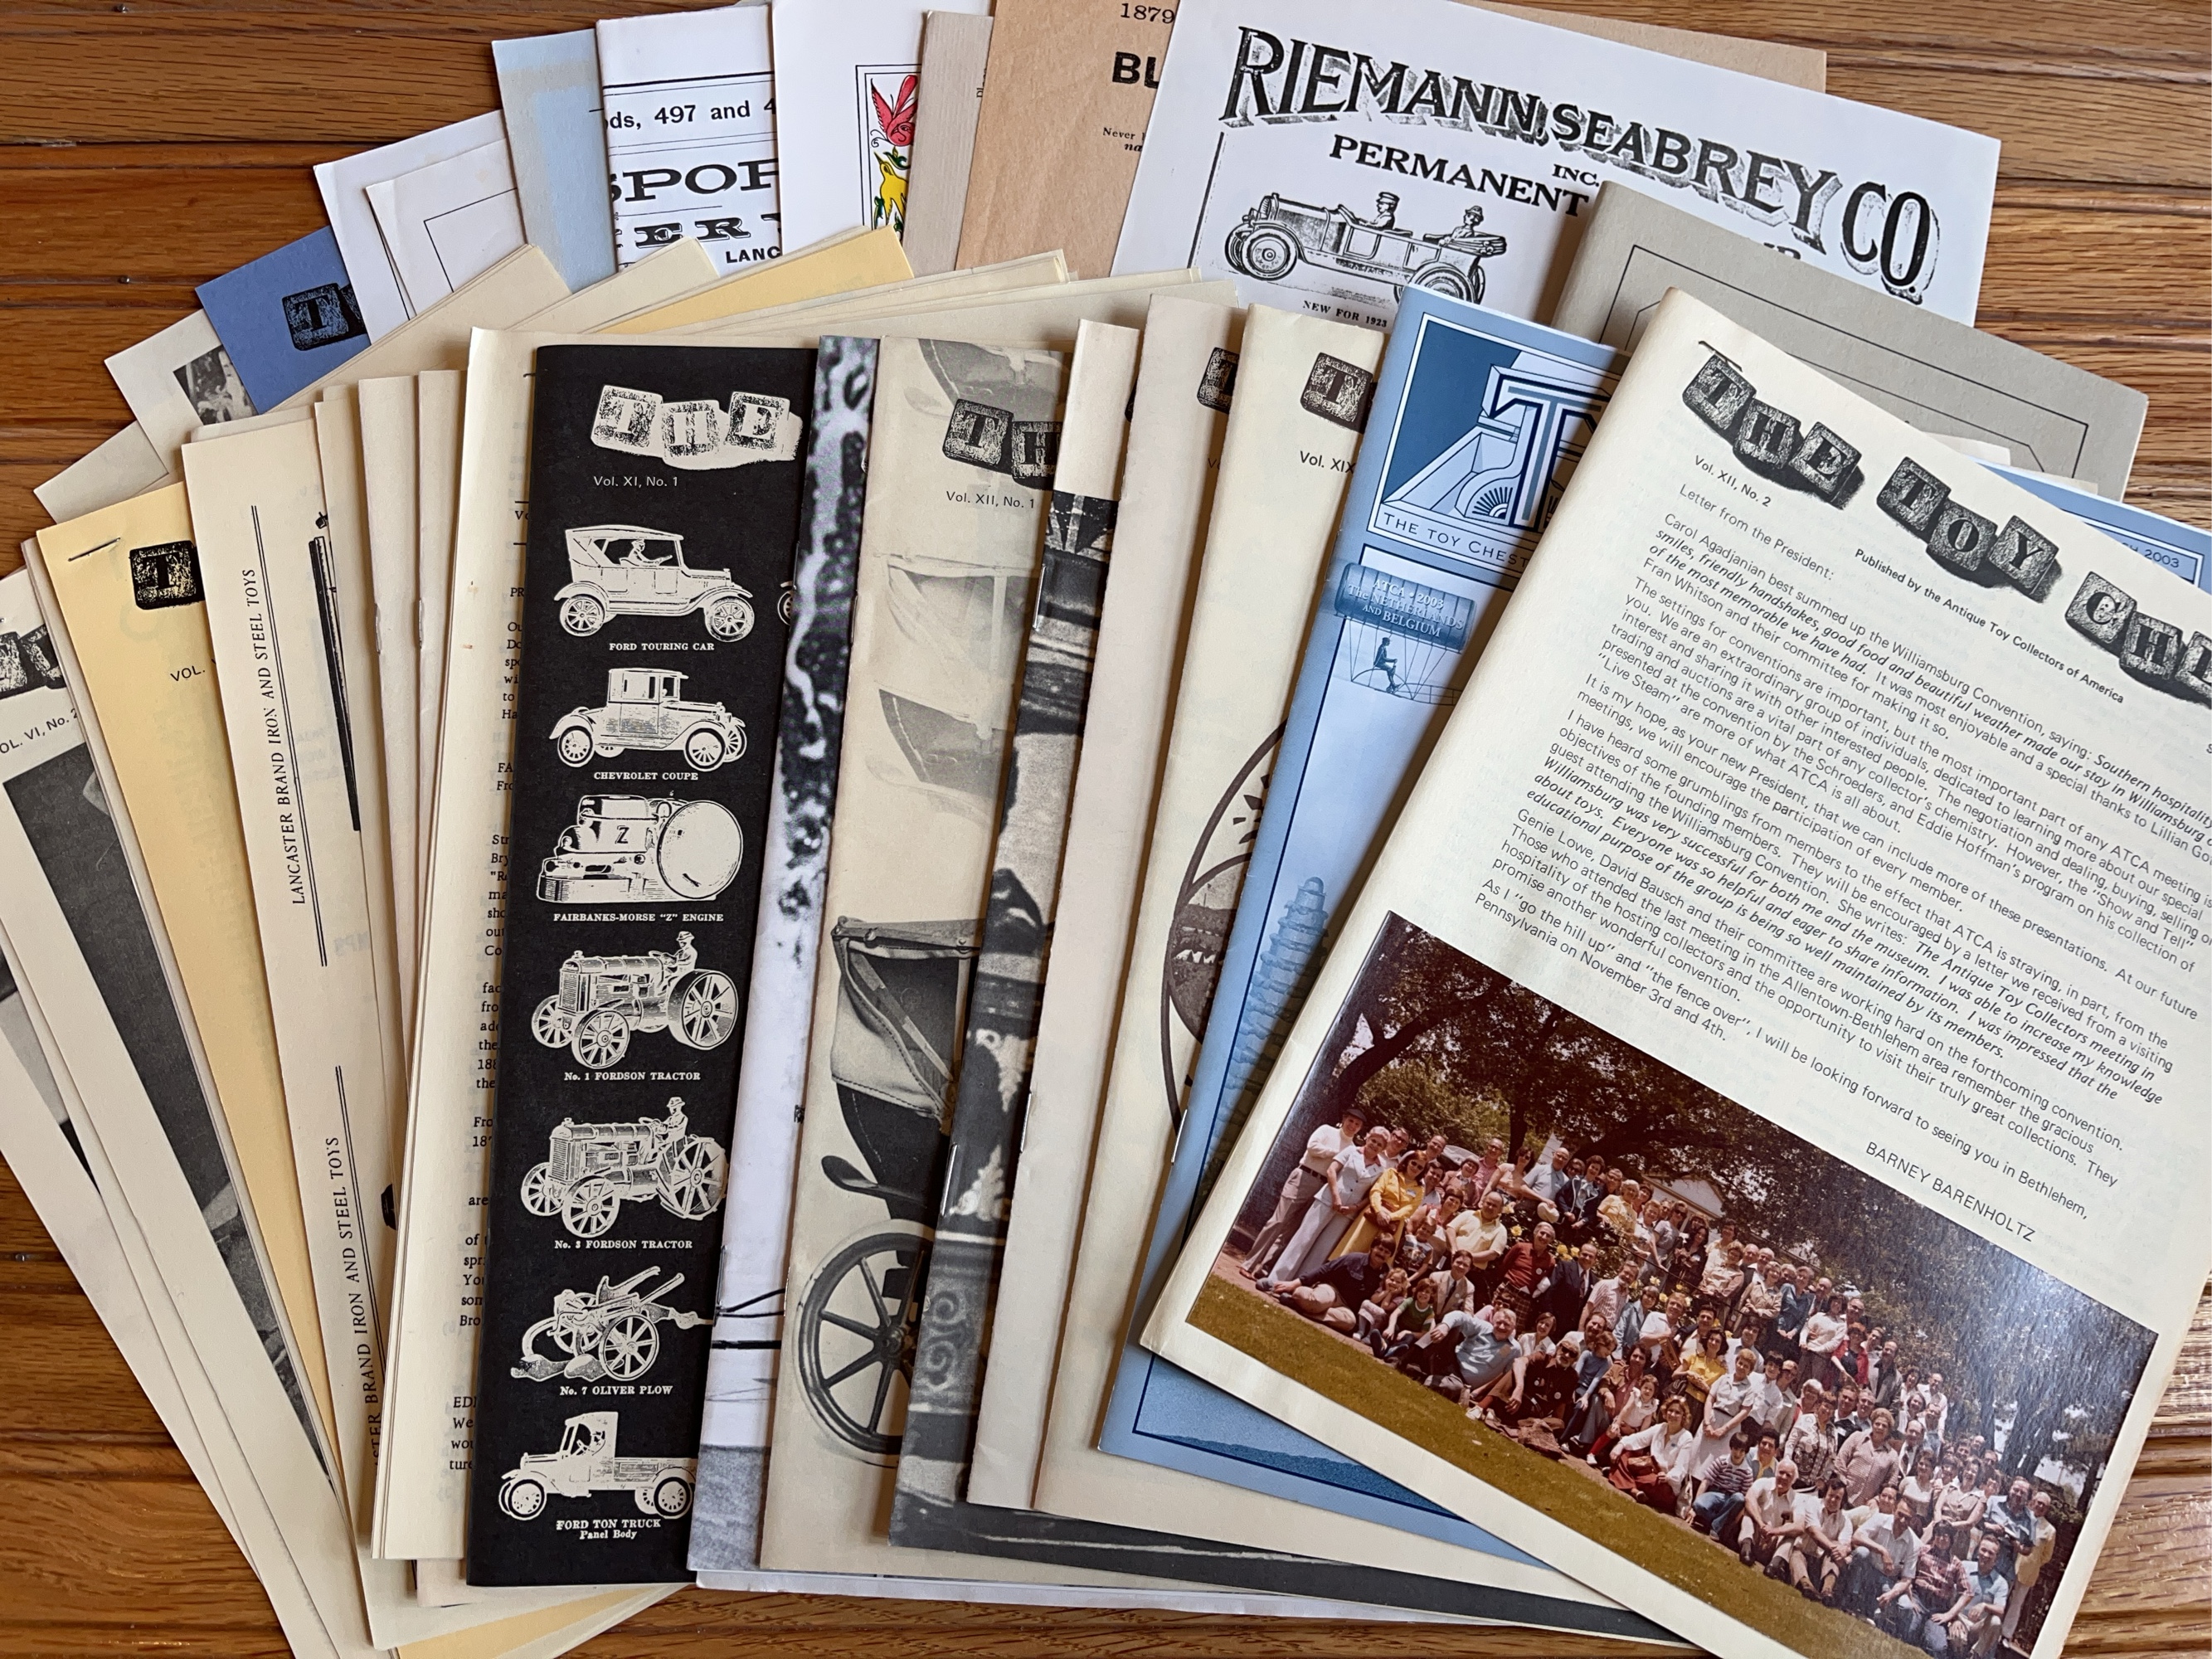 1879
BL
Never
na
ods, 497 and 4
SPOR
ER
LANC
RIEMANN, SEABREY CO.
INC.
PERMANENT
NEW FOR 1923
T
VOL. VI, No. 2
T
VOL.
LANCASTER BRAND IRON AND STEEL TOYS
LANCASTER BRAND IRON AND STEEL TOYS
THE
Vol. XI, No. 1
FORD TOURING CAR
CHEVROLET COUPE
Z
FAIRBANKS-MORSE "Z" ENGINE
No. 1 FORDSON TRACTOR
No. 3 FORDSON TRACTOR
No. 7 OLIVER PLOW
FORD TON TRUCK
Panel Body
TH
Vol. XII, No. 1
T
Vol. XIX
T
THE TOY CHEST
ATCA • 2003
The NETHERLANDS
AND BELGIUM
CH 2003
THE TOY CHE
Vol. XII, No. 2
Published by the Antique Toy Collectors of America
Letter from the President:
Carol Agadjanian best summed up the Williamsburg Convention, saying: Southern hospitality,
smiles, friendly handshakes, good food and beautiful weather made our stay in Williamsburg
of the most memorable we have had. It was most enjoyable and a special thanks to Lillian Go
Fran Whitson and their committee for making it so.
The settings for conventions are important, but the most important part of any ATCA meeting is
you. We are an extraordinary group of individuals, dedicated to learning more about our special
interest and sharing it with other interested people. The negotiation and dealing, buying, selling
trading and auctions are a vital part of any collector's chemistry. However, the "Show and Tell"
presented at the convention by the Schroeders, and Eddie Hoffman's program on his collection of
"Live Steam" are more of what ATCA is all about.
It is my hope, as your new President, that we can include more of these presentations. At our future
meetings, we will encourage the participation of every member.
I have heard some grumblings from members to the effect that ATCA is straying, in part, from the
objectives of the founding members. They will be encouraged by a letter we received from a visiting
guest attending the Williamsburg Convention. She writes: The Antique Toy Collectors meeting in
Williamsburg was very successful for both me and the museum. I was able to increase my knowledge
about toys. Everyone was so helpful and eager to share information. I was impressed that the
educational purpose of the group is being so well maintained by its members.
Genie Lowe, David Bausch and their committee are working hard on the forthcoming convention.
Those who attended the last meeting in the Allentown-Bethlehem area remember the gracious
hospitality of the hosting collectors and the opportunity to visit their truly great collections. They
promise another wonderful convention.
As I "go the hill up" and "the fence over", I will be looking forward to seeing you in Bethlehem,
Pennsylvania on November 3rd and 4th.
BARNEY BARENHOLTZ